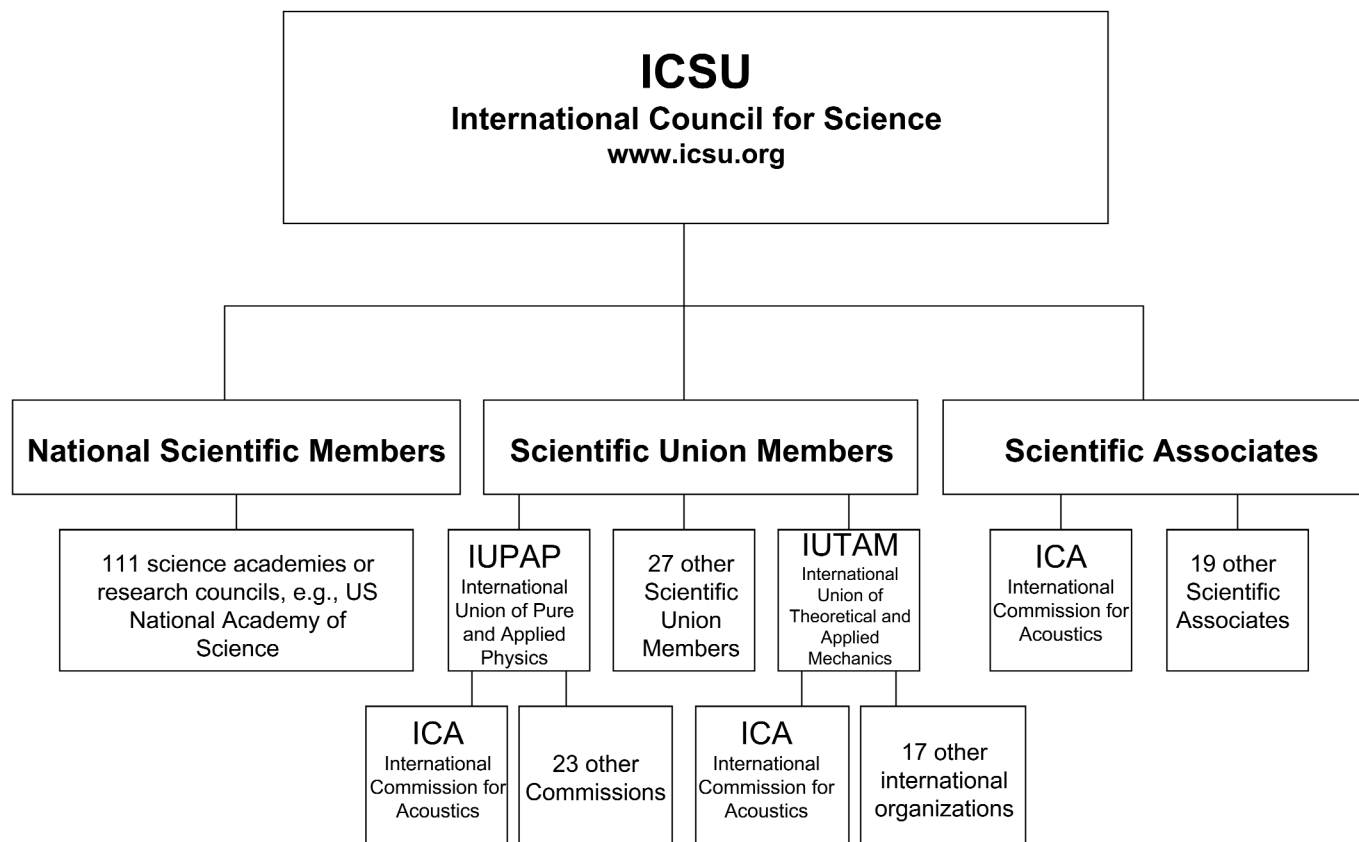 ICSU
International Council for Science
www.icsu.org
National Scientific Members
Scientific Union Members
Scientific Associates
111 science academies or
research councils, e.g., US
National Academy of
Science
IUPAP
International
Union of Pure
and Applied
Physics
27 other
Scientific
Union
Members
IUTAM
International
Union of
Theoretical and
Applied
Mechanics
ICA
International
Commission for
Acoustics
19 other
Scientific
Associates
ICA
International
Commission for
Acoustics
23 other
Commissions
ICA
International
Commission for
Acoustics
17 other
international
organizations